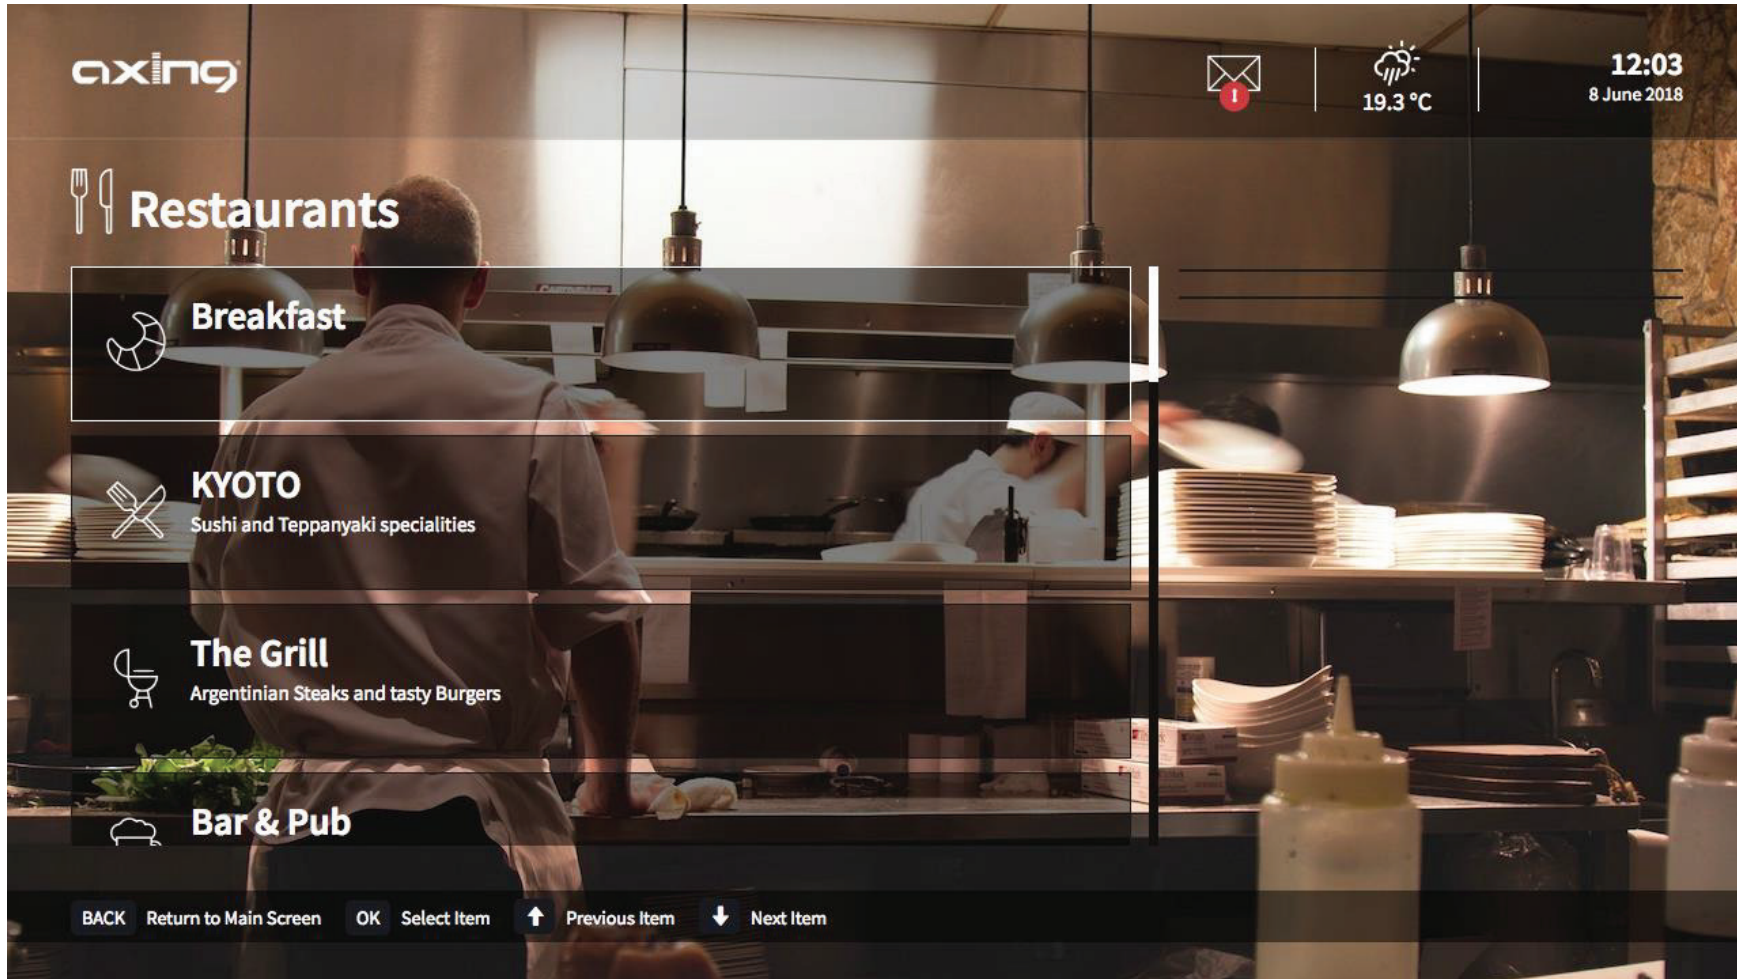 axing
!
19.3 °C
12:03
8 June 2018
Restaurants
Breakfast
KYOTO
Sushi and Teppanyaki specialities
The Grill
Argentinian Steaks and tasty Burgers
Bar & Pub
BACK Return to Main Screen OK Select Item Previous Item Next Item